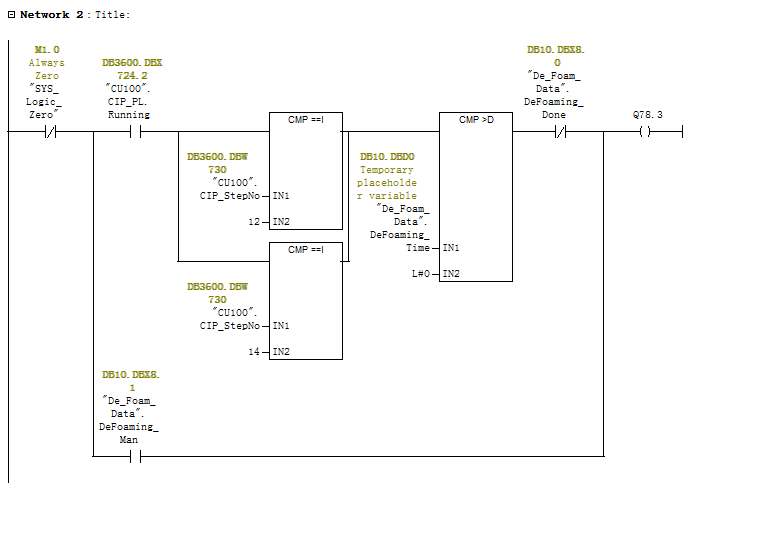 Network 2 : Title:
M1.0
Always
Zero
"SYS_
Logic_
Zero"
DB3600.DBX
724.2
"CU100".
CIP_PL.
Running
CMP ==I
DB3600.DBW
730
"CU100".
CIP_StepNo
IN1
12
IN2
CMP ==I
DB3600.DBW
730
"CU100".
CIP_StepNo
IN1
14
IN2
DB10.DBD0
Temporary
placeholde
r variable
"De_Foam_
Data".
DeFoaming_
Time
IN1
L#0
IN2
CMP >D
DB10.DBX8.
0
"De_Foam_
Data".
DeFoaming_
Done
Q78.3
DB10.DBX8.
1
"De_Foam_
Data".
DeFoaming_
Man